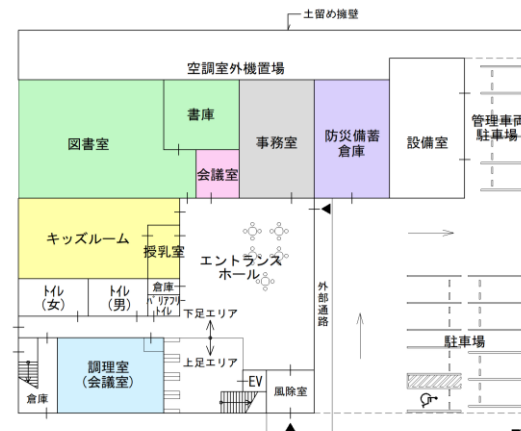 土留め擁壁
空調室外機置場
書庫
図書室
会議室
事務室
防災備蓄
倉庫
設備室
管理車両
駐車場
キッズルーム
授乳室
エントランス
ホール
トイレ
(女)
トイレ
(男)
倉庫
バリアフリー
トイレ
下足エリア
外部通路
駐車場
上足エリア
調理室
(会議室)
倉庫
EV
風除室